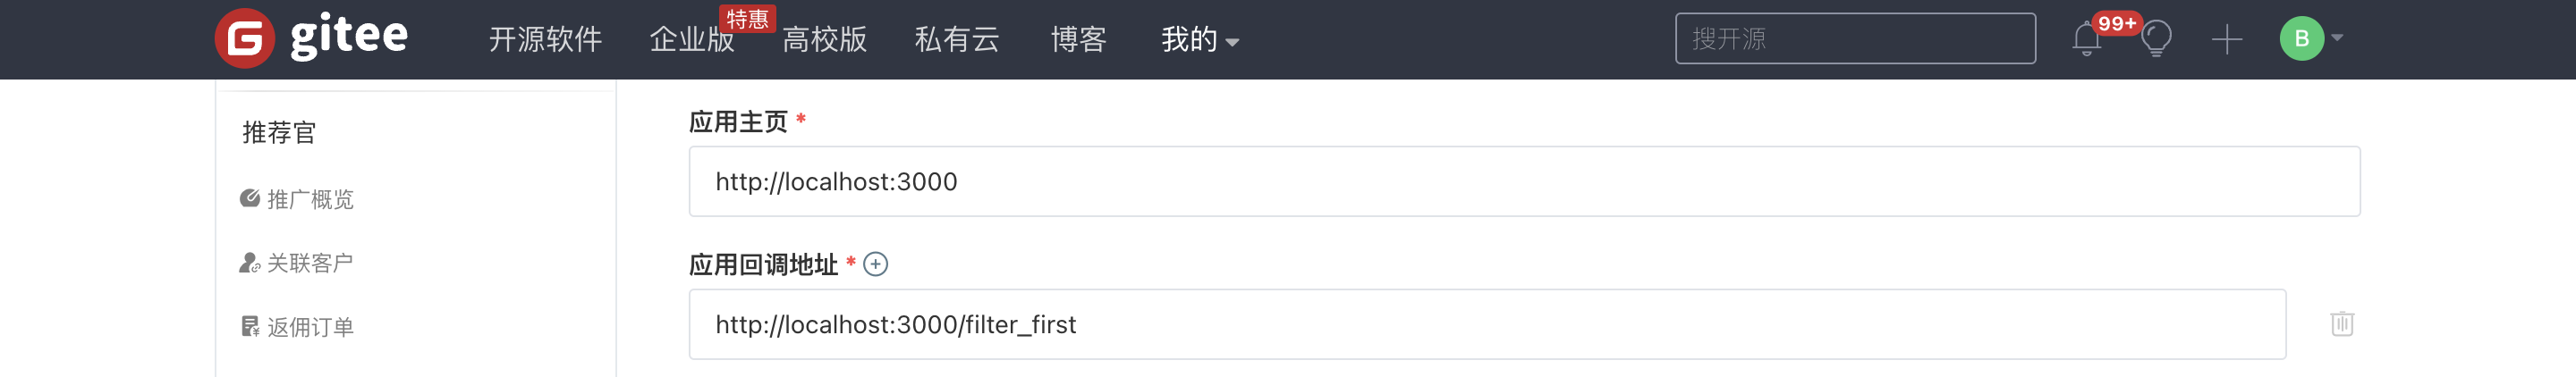 gitee 开源软件 企业版 特惠 高校版 私有云 博客 我的 搜开源 99+ B
推荐官
推广概览
关联客户
返佣订单
应用主页 *
http://localhost:3000
应用回调地址 *
http://localhost:3000/filter_first